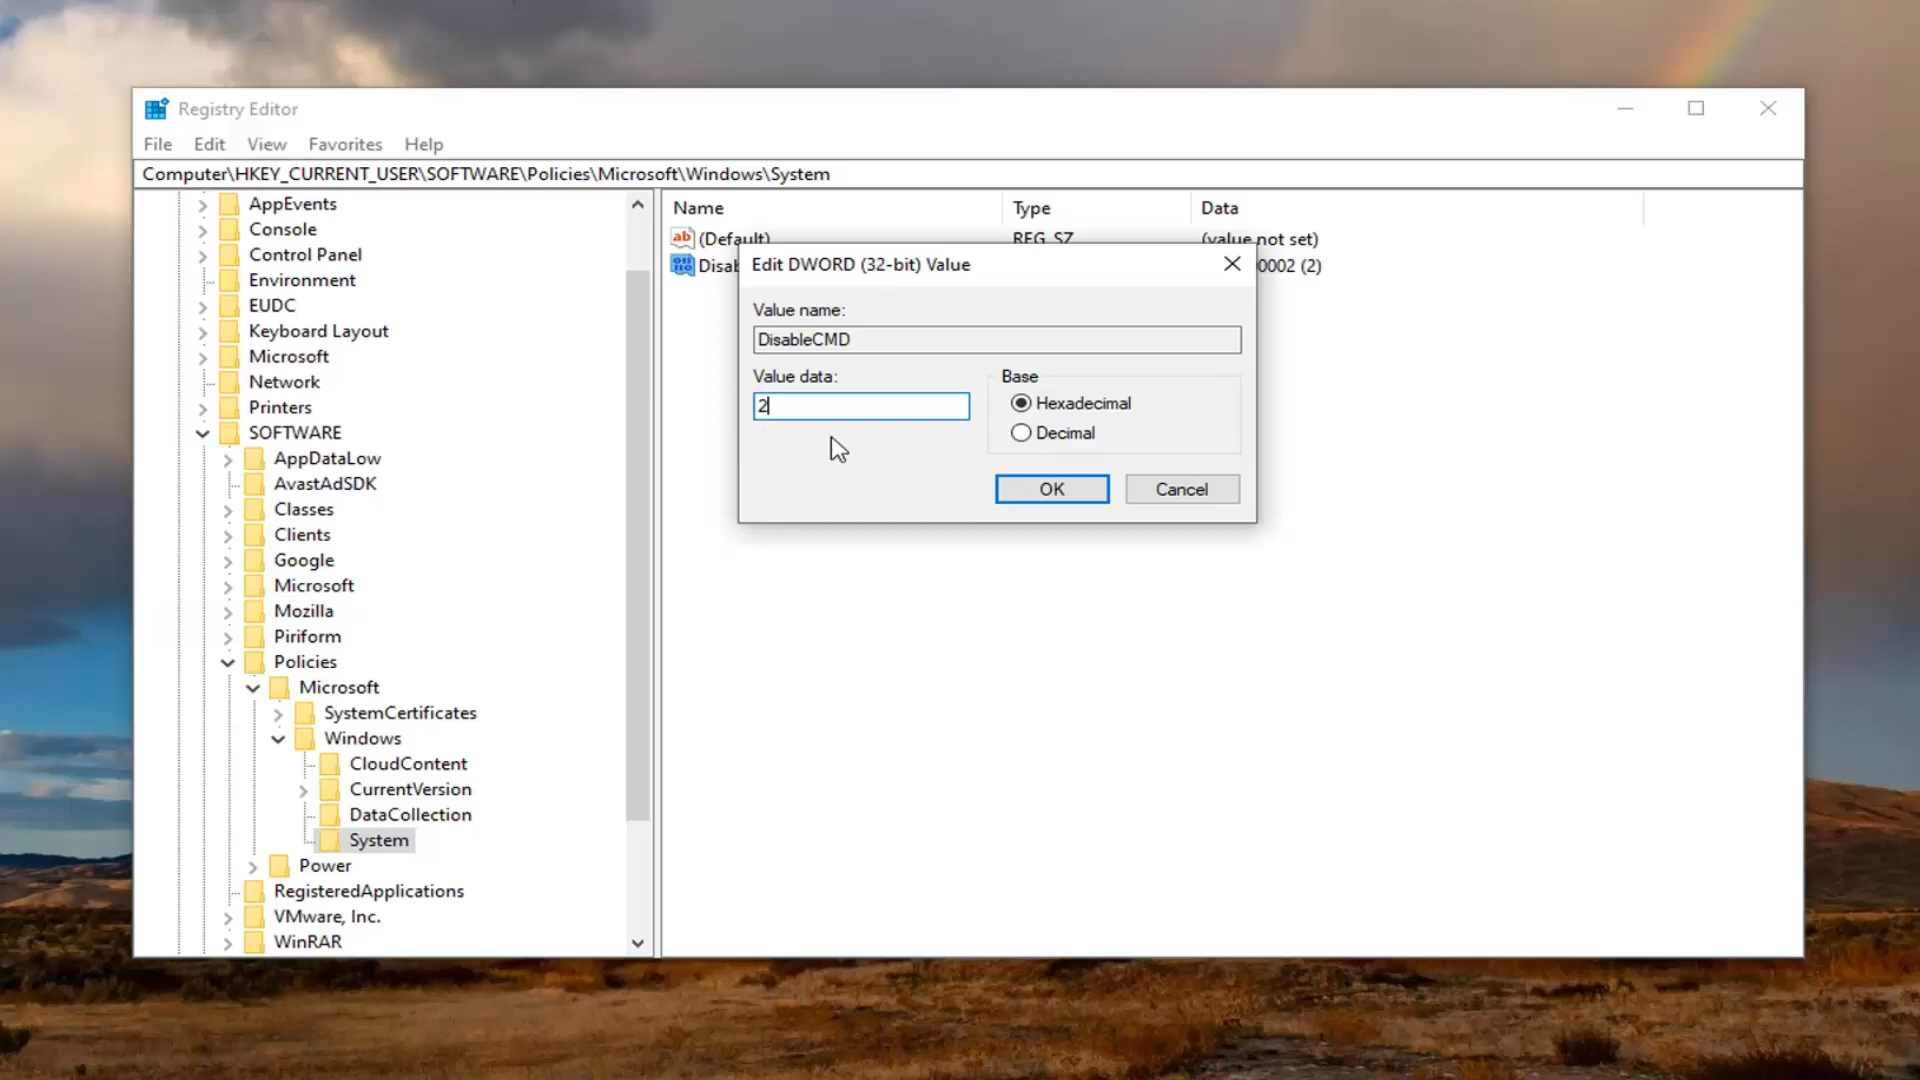 Registry Editor
File Edit View Favorites Help
Computer\HKEY_CURRENT_USER\SOFTWARE\Policies\Microsoft\Windows\System
AppEvents
Console
Control Panel
Environment
EUDC
Keyboard Layout
Microsoft
Network
Printers
SOFTWARE
AppDataLow
AvastAdSDK
Classes
Clients
Google
Microsoft
Mozilla
Piriform
Policies
Microsoft
SystemCertificates
Windows
CloudContent
CurrentVersion
DataCollection
System
Power
RegisteredApplications
VMware, Inc.
WinRAR
Name Type Data
(Default) REG_SZ (value not set)
Disab 0002 (2)
Edit DWORD (32-bit) Value
Value name:
DisableCMD
Value data:
2
Base
Hexadecimal
Decimal
OK Cancel